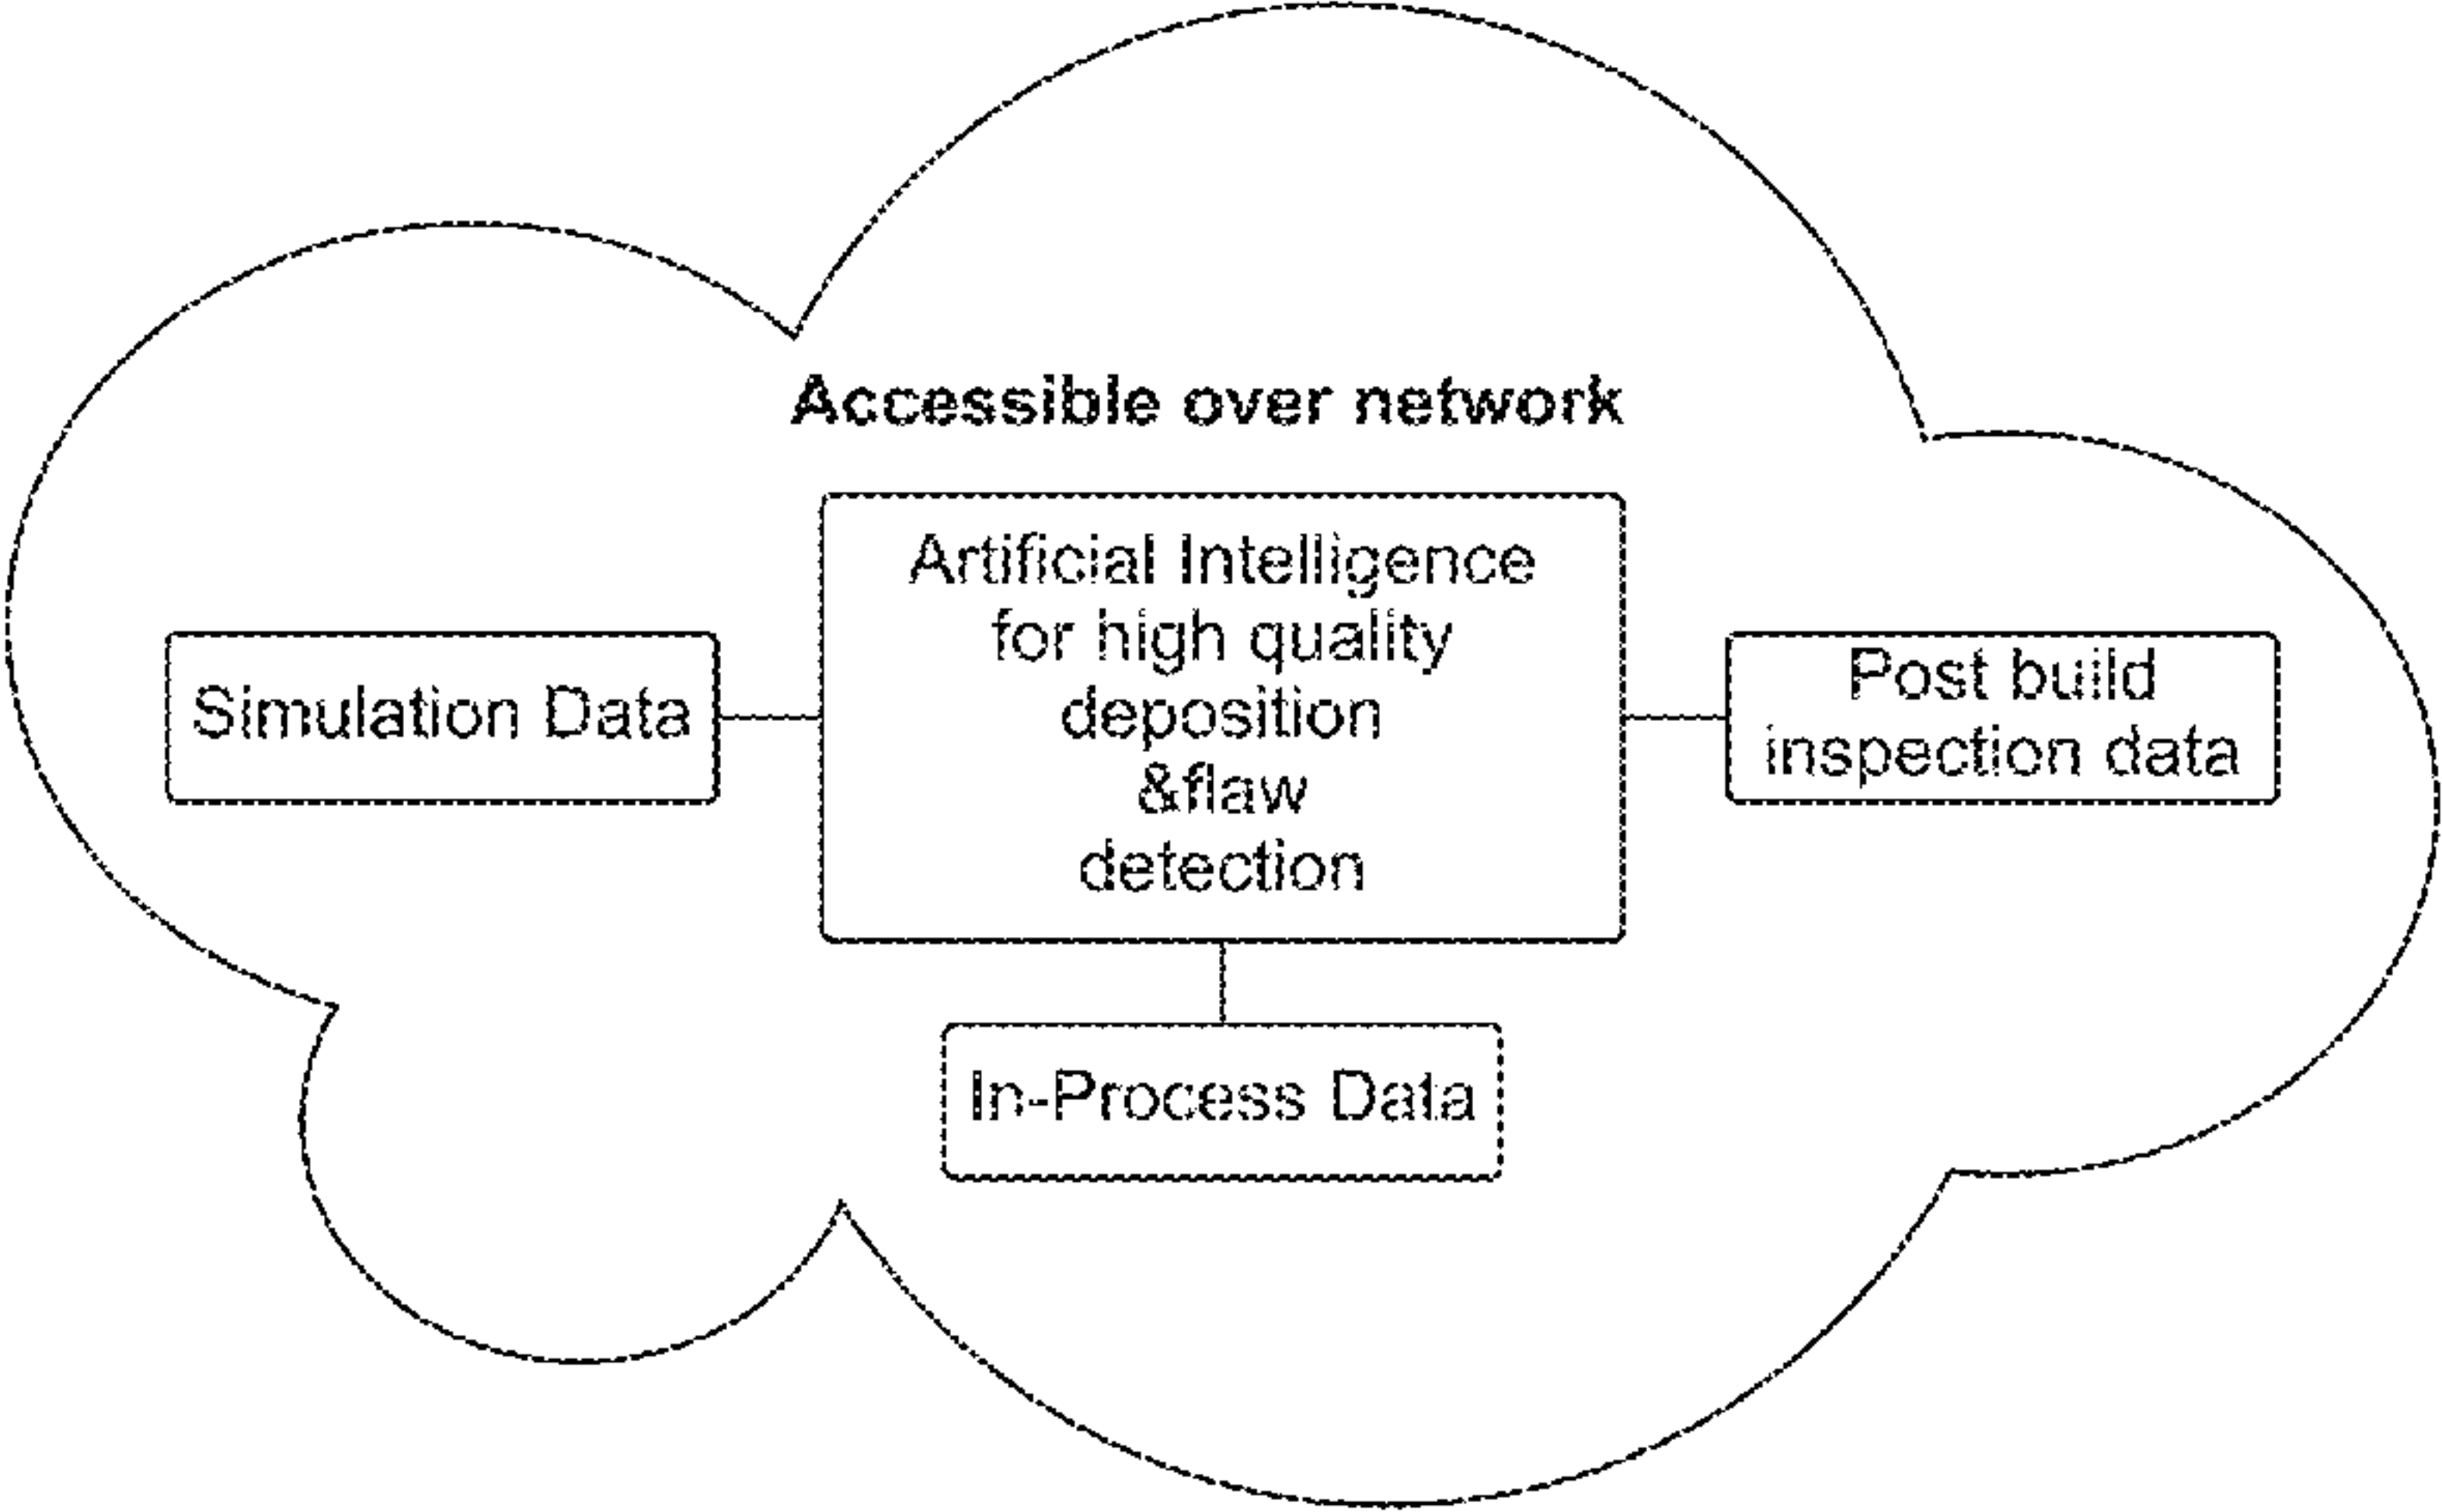 Accessible over network
Artificial Intelligence
for high quality
deposition
&flaw
detection
Simulation Data
Post build
inspection data
In-Process Data